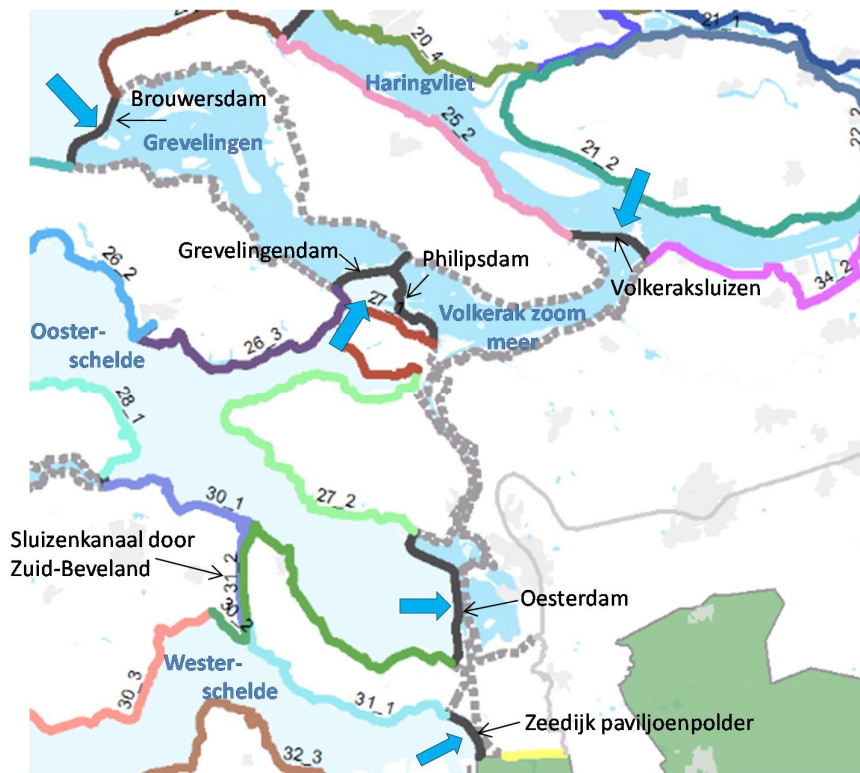 20_4
21_1
Haringvliet
Brouwersdam
Grevelingen
25_2
22_2
21_2
Grevelingendam
Philipsdam
26_2
Volkeraksluizen
34_2
27_1
Volkerak zoom
meer
Ooster-
schelde
26_3
28_1
30_1
27_2
Sluizenkanaal door
Zuid-Beveland
31_2
30_2
Oesterdam
Wester-
schelde
30_3
31_1
Zeedijk paviljoenpolder
32_3